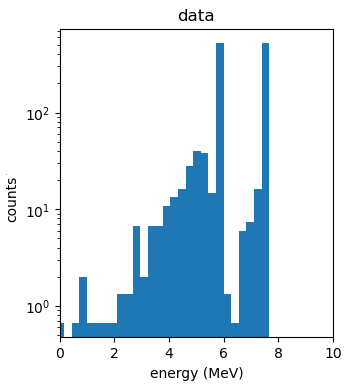 data
counts
10²
10¹
10⁰
0 2 4 6 8 10
energy (MeV)